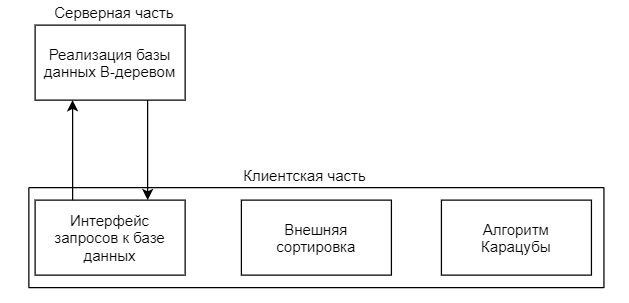 Серверная часть
Реализация базы
данных B-деревом
Клиентская часть
Интерфейс
запросов к базе
данных
Внешняя
сортировка
Алгоритм
Карацубы